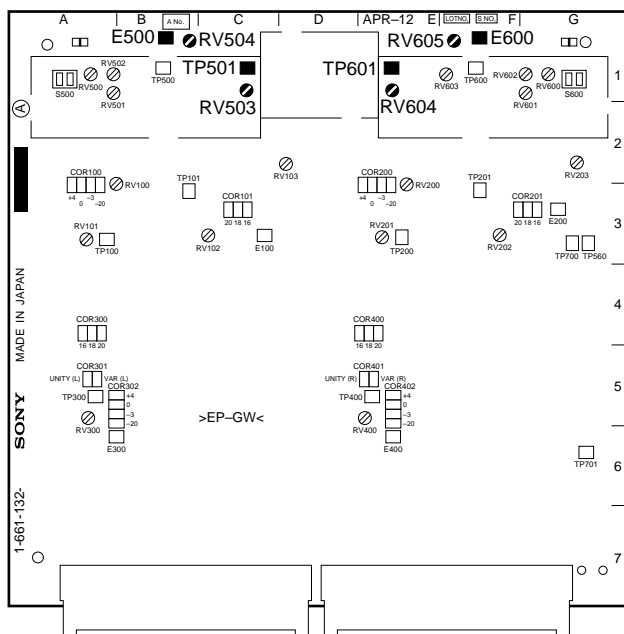 A B A No. C D APR–12 E LOTNO. S NO. F G
E500 RV504 RV605 E600
RV502 TP500 TP501 TP601 RV603 TP600 RV602 RV600 1
S500 RV500 RV501 RV503 RV604 RV601 S600
A
2
COR100 RV100 TP101 RV103 COR200 RV200 TP201 RV203
+4 –3 +4 –3
0 –20 0 –20
COR101 COR201
20 18 16 20 18 16 E200 3
RV101 TP100 RV102 E100 RV201 TP200 RV202 TP700 TP560
4
COR300 COR400
16 18 20 16 18 20
COR301 COR401
UNITY (L) VAR (L) UNITY (R) VAR (R)
COR302 COR402 5
TP300 +4 TP400 +4
0 0
–3 –3
–20 –20
RV300 >EP–GW< RV400
E300 E400 TP701 6
7
1-661-132- SONY MADE IN JAPAN